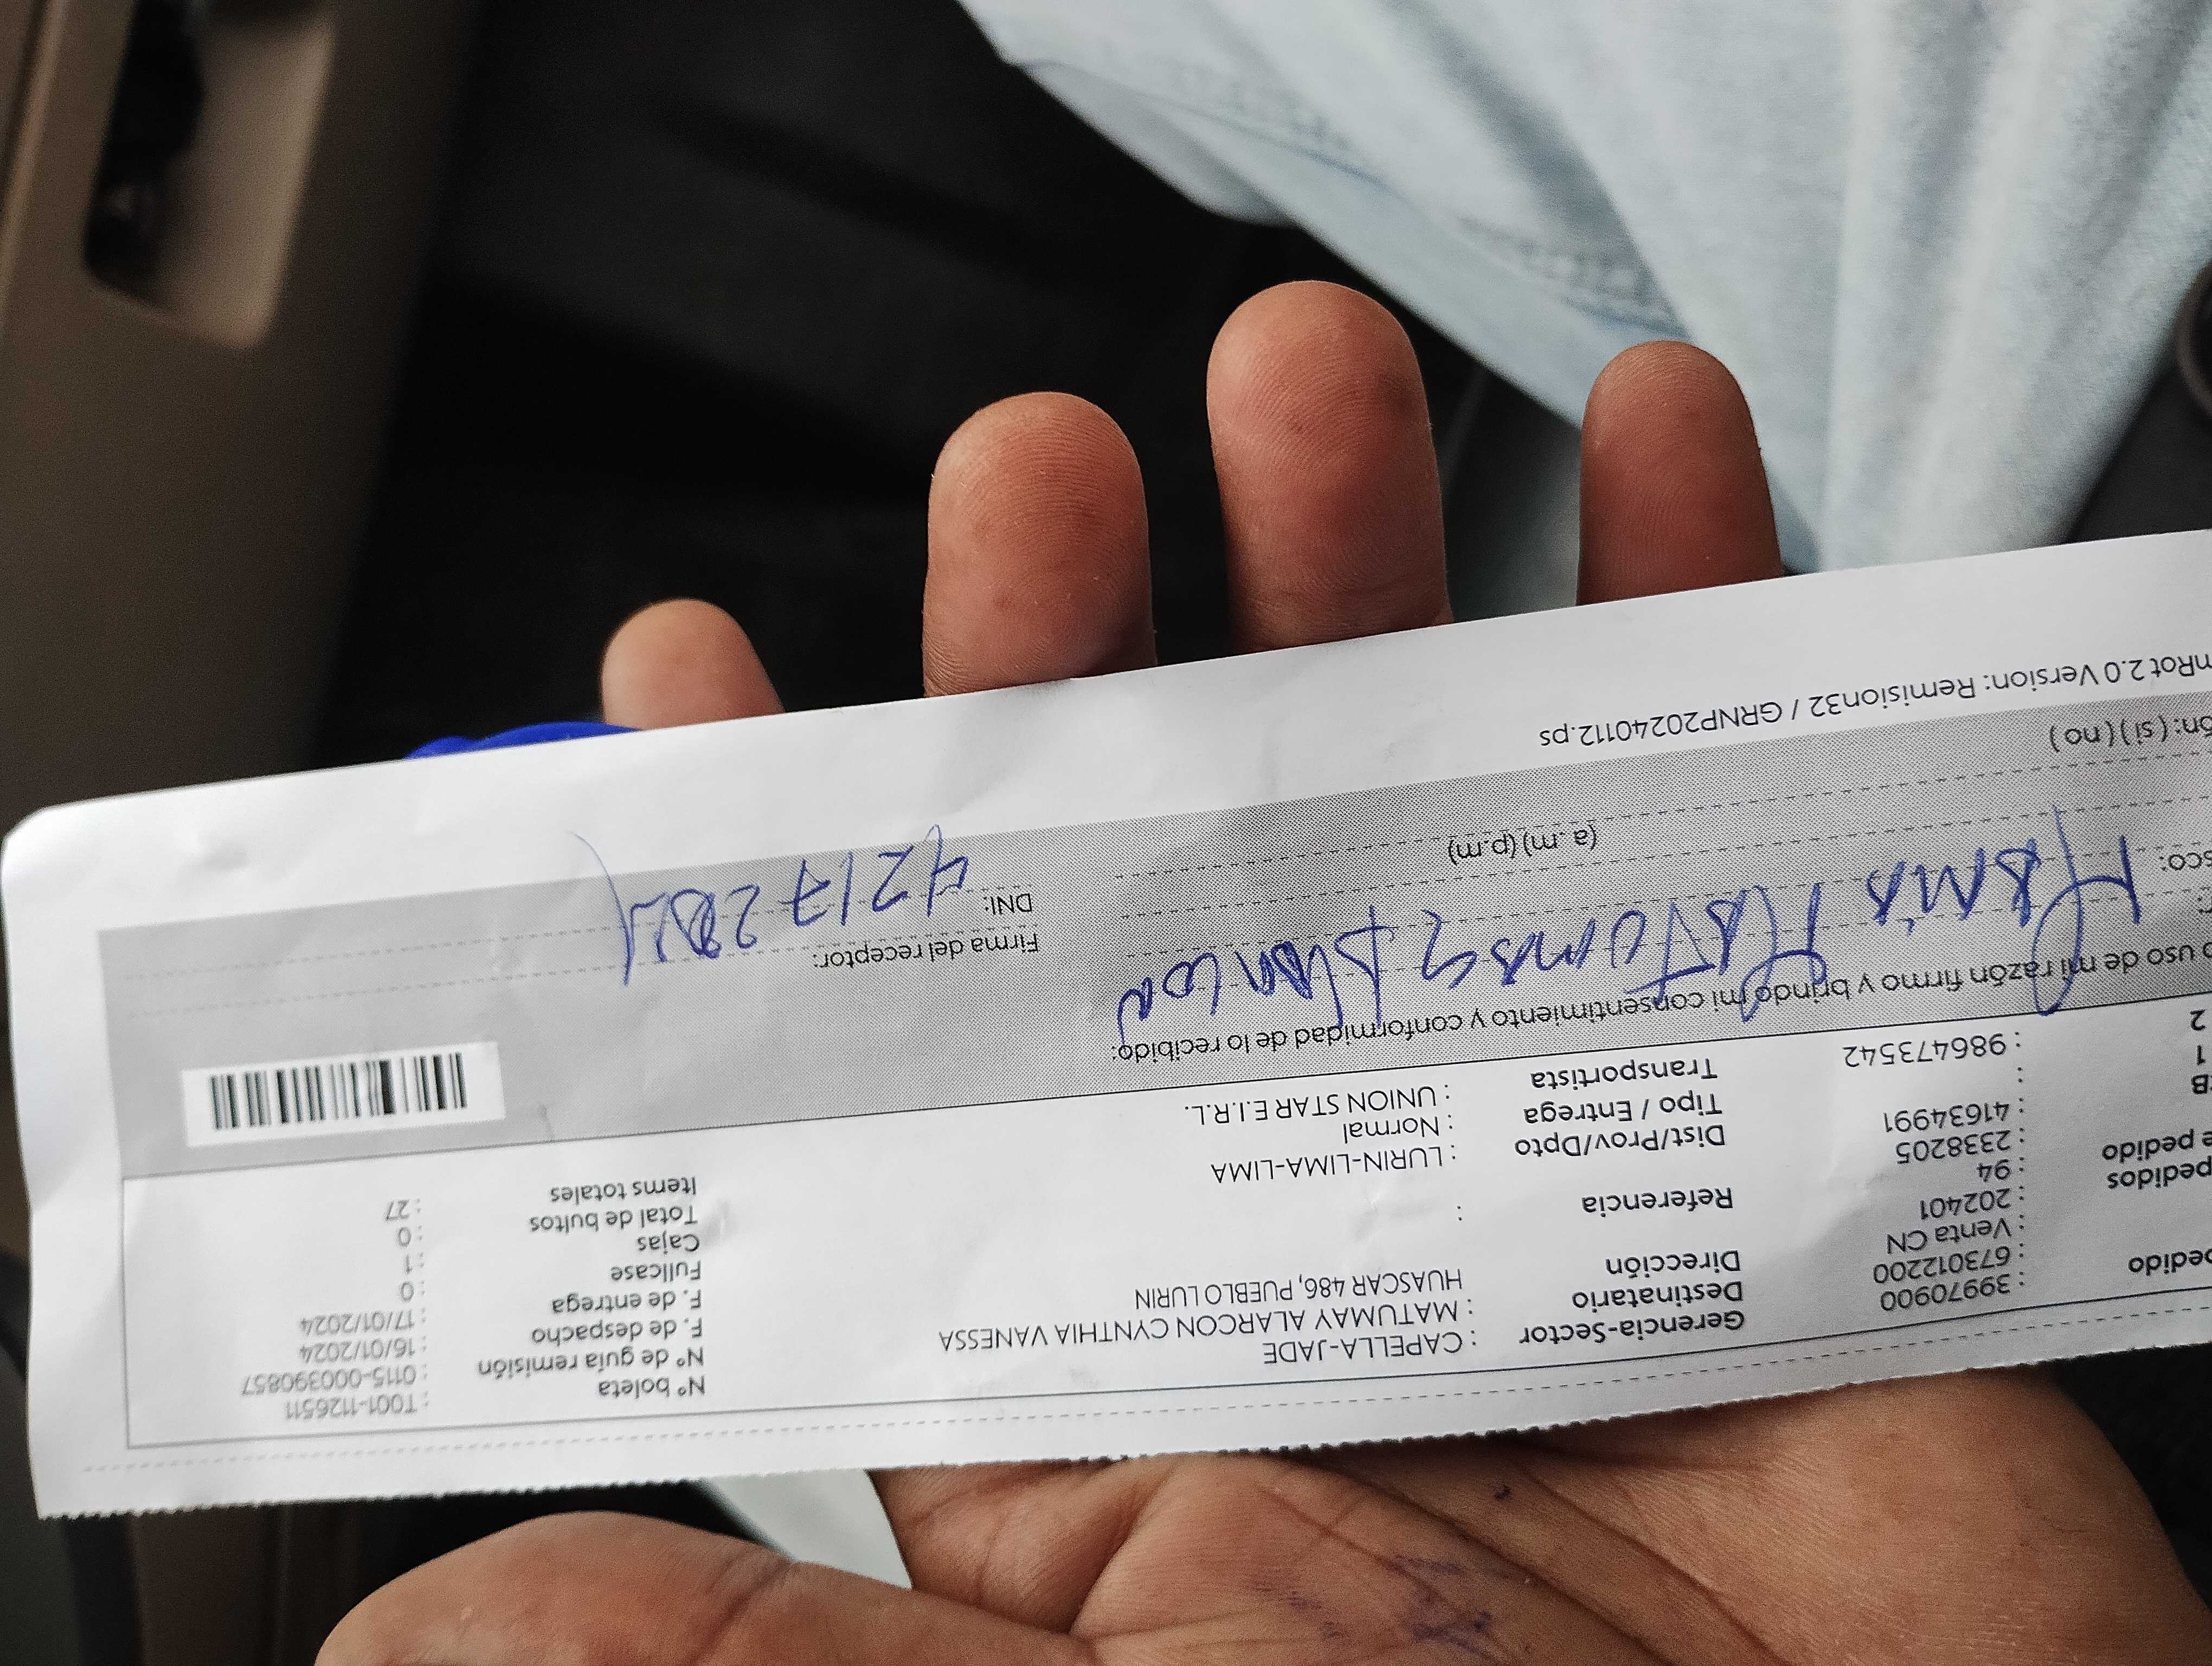 39970900 Gerencia-Sector : CAPELLA-JADE Nº boleta : T001-1126511
pedido : 673012200 Destinatario : MATUMAY ALARCON CYNTHIA VANESSA Nº de guía remisión : 0115-000390857
: Venta CN Dirección HUASCAR 486, PUEBLO LURIN F. de despacho : 16/01/2024
: 202401 F. de entrega : 17/01/2024
pedidos : 94 Referencia : Fullcase : 0
e pedido : 2338205 Cajas : 1
: 41634991 Dist/Prov/Dpto : LURIN-LIMA-LIMA Total de bultos : 0
B : Tipo / Entrega : Normal Items totales : 27
1 : 986473542 Transportista : UNION STAR E.I.R.L.
2
o uso de mi razón firmo y brindo mi consentimiento y conformidad de lo recibido:
Firma del receptor:
sco: DNI:
(a.m) (p.m)
ón: (si) (no)
nRot 2.0 Version: Remision32 / GRNP20240112.ps